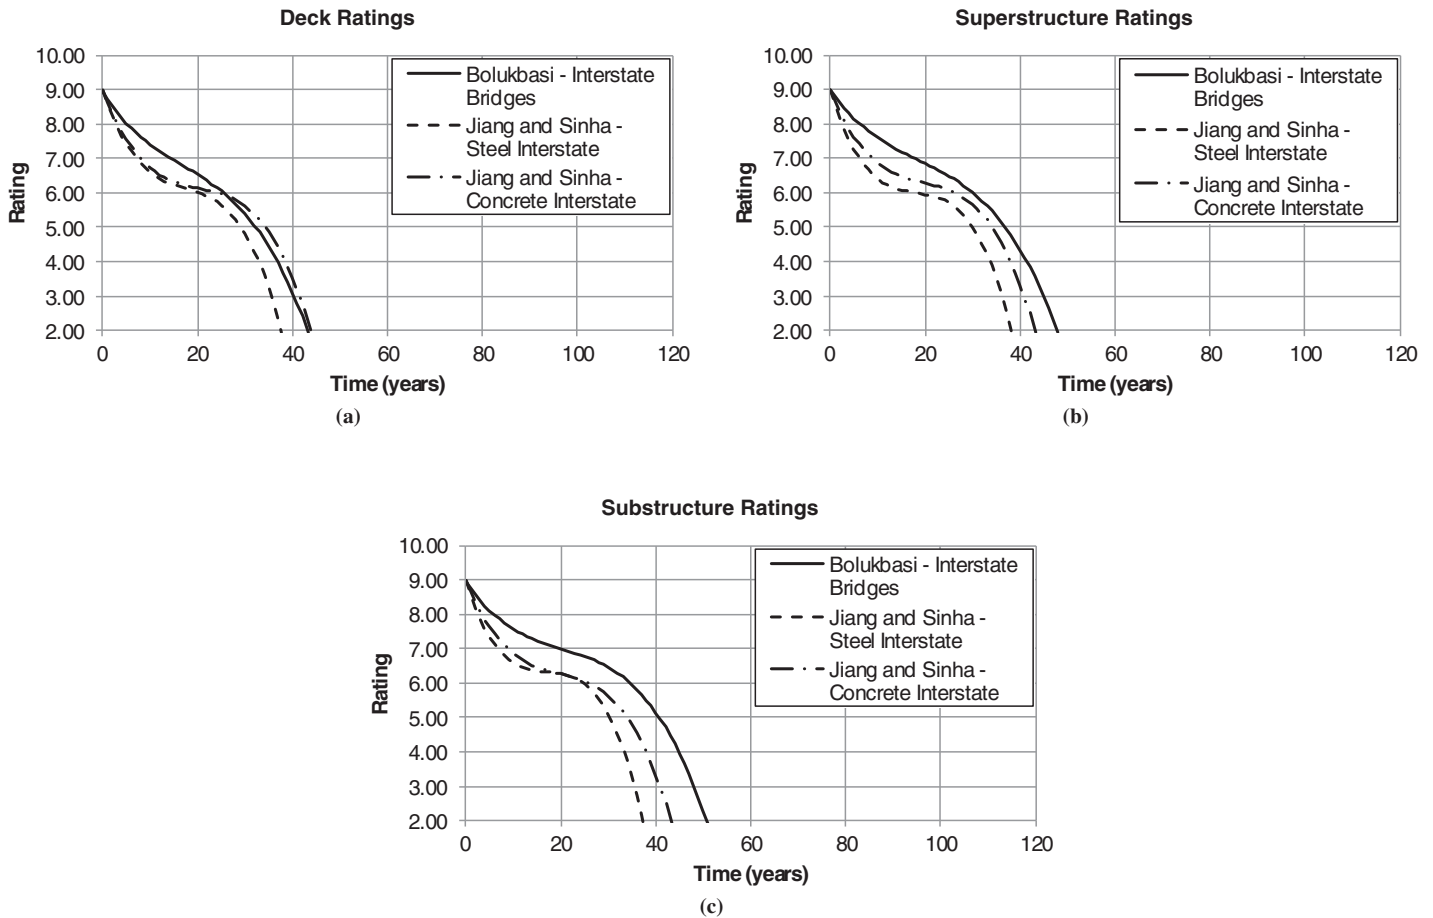 Deck Ratings
10.00
9.00
8.00
7.00
6.00
5.00
4.00
3.00
2.00
Rating
0 20 40 60 80 100 120
Time (years)
Bolukbasi - Interstate
Bridges
Jiang and Sinha -
Steel Interstate
Jiang and Sinha -
Concrete Interstate
(a)
Superstructure Ratings
10.00
9.00
8.00
7.00
6.00
5.00
4.00
3.00
2.00
Rating
0 20 40 60 80 100 120
Time (years)
Bolukbasi - Interstate
Bridges
Jiang and Sinha -
Steel Interstate
Jiang and Sinha -
Concrete Interstate
(b)
Substructure Ratings
10.00
9.00
8.00
7.00
6.00
5.00
4.00
3.00
2.00
Rating
0 20 40 60 80 100 120
Time (years)
Bolukbasi - Interstate
Bridges
Jiang and Sinha -
Steel Interstate
Jiang and Sinha -
Concrete Interstate
(c)